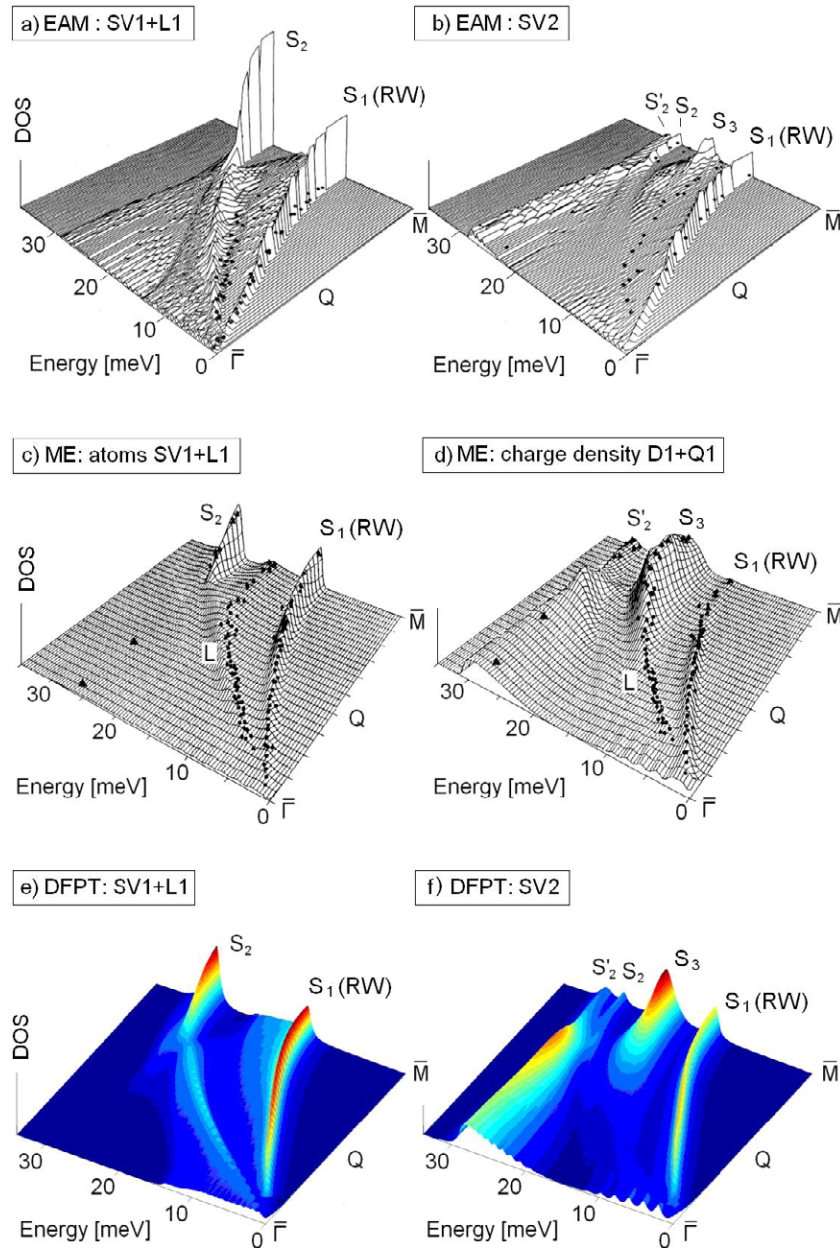 a) EAM : SV1+L1
S2
S1(RW)
DOS
M̄
30
20
10
0
Γ̄
Q
Energy [meV]
b) EAM: SV2
S'2
S2
S3
S1(RW)
M̄
30
20
10
0
Γ̄
Q
Energy [meV]
c) ME: atoms SV1+L1
S2
S1(RW)
DOS
M̄
L
30
20
10
0
Γ̄
Q
Energy [meV]
d) ME: charge density D1+Q1
S'2
S3
S1(RW)
M̄
L
30
20
10
0
Γ̄
Q
Energy [meV]
e) DFPT: SV1+L1
S2
S1(RW)
DOS
M̄
30
20
10
0
Γ̄
Q
Energy [meV]
f) DFPT: SV2
S'2
S2
S3
S1(RW)
M̄
30
20
10
0
Γ̄
Q
Energy [meV]